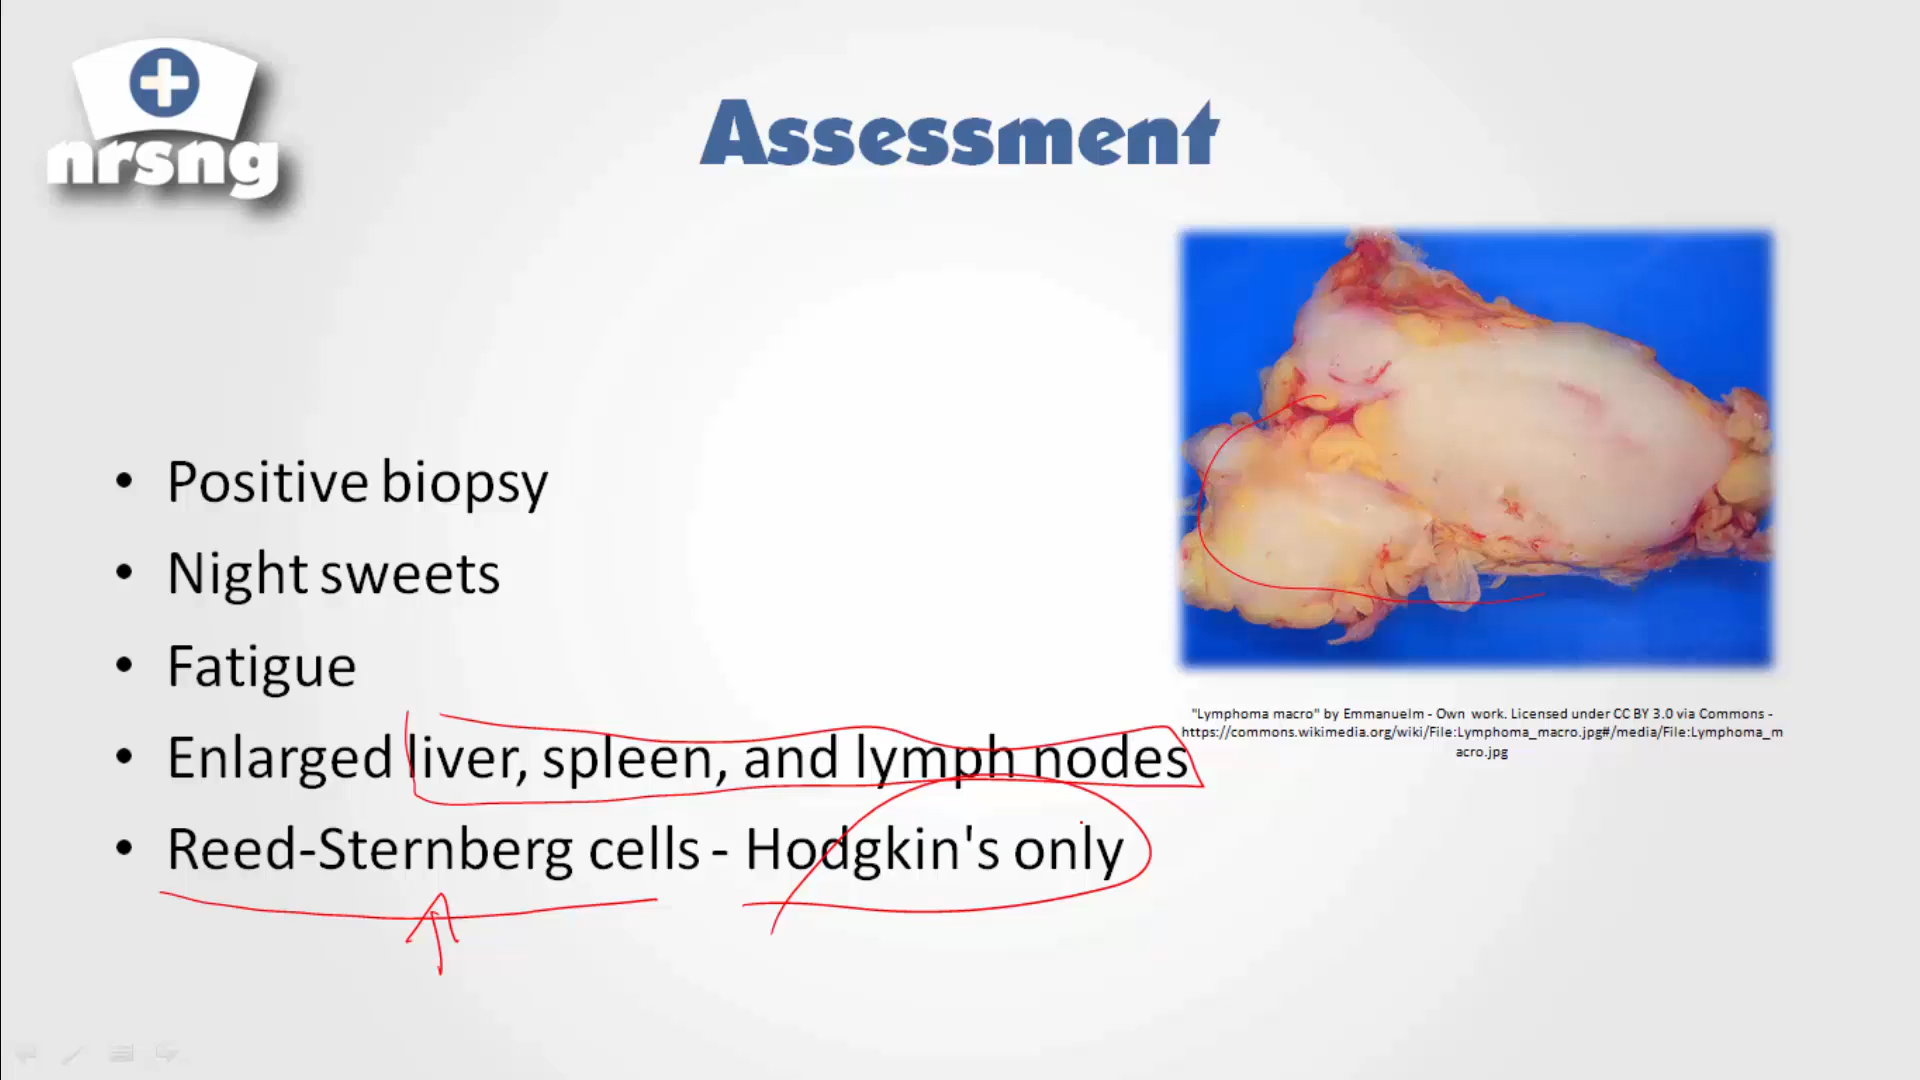 nrsng
Assessment
• Positive biopsy
• Night sweets
• Fatigue
• Enlarged liver, spleen, and lymph nodes
• Reed-Sternberg cells - Hodgkin's only
"Lymphoma macro" by Emmanuelm - Own work. Licensed under CC BY 3.0 via Commons -
https://commons.wikimedia.org/wiki/File:Lymphoma_macro.jpg#/media/File:Lymphoma_m
acro.jpg